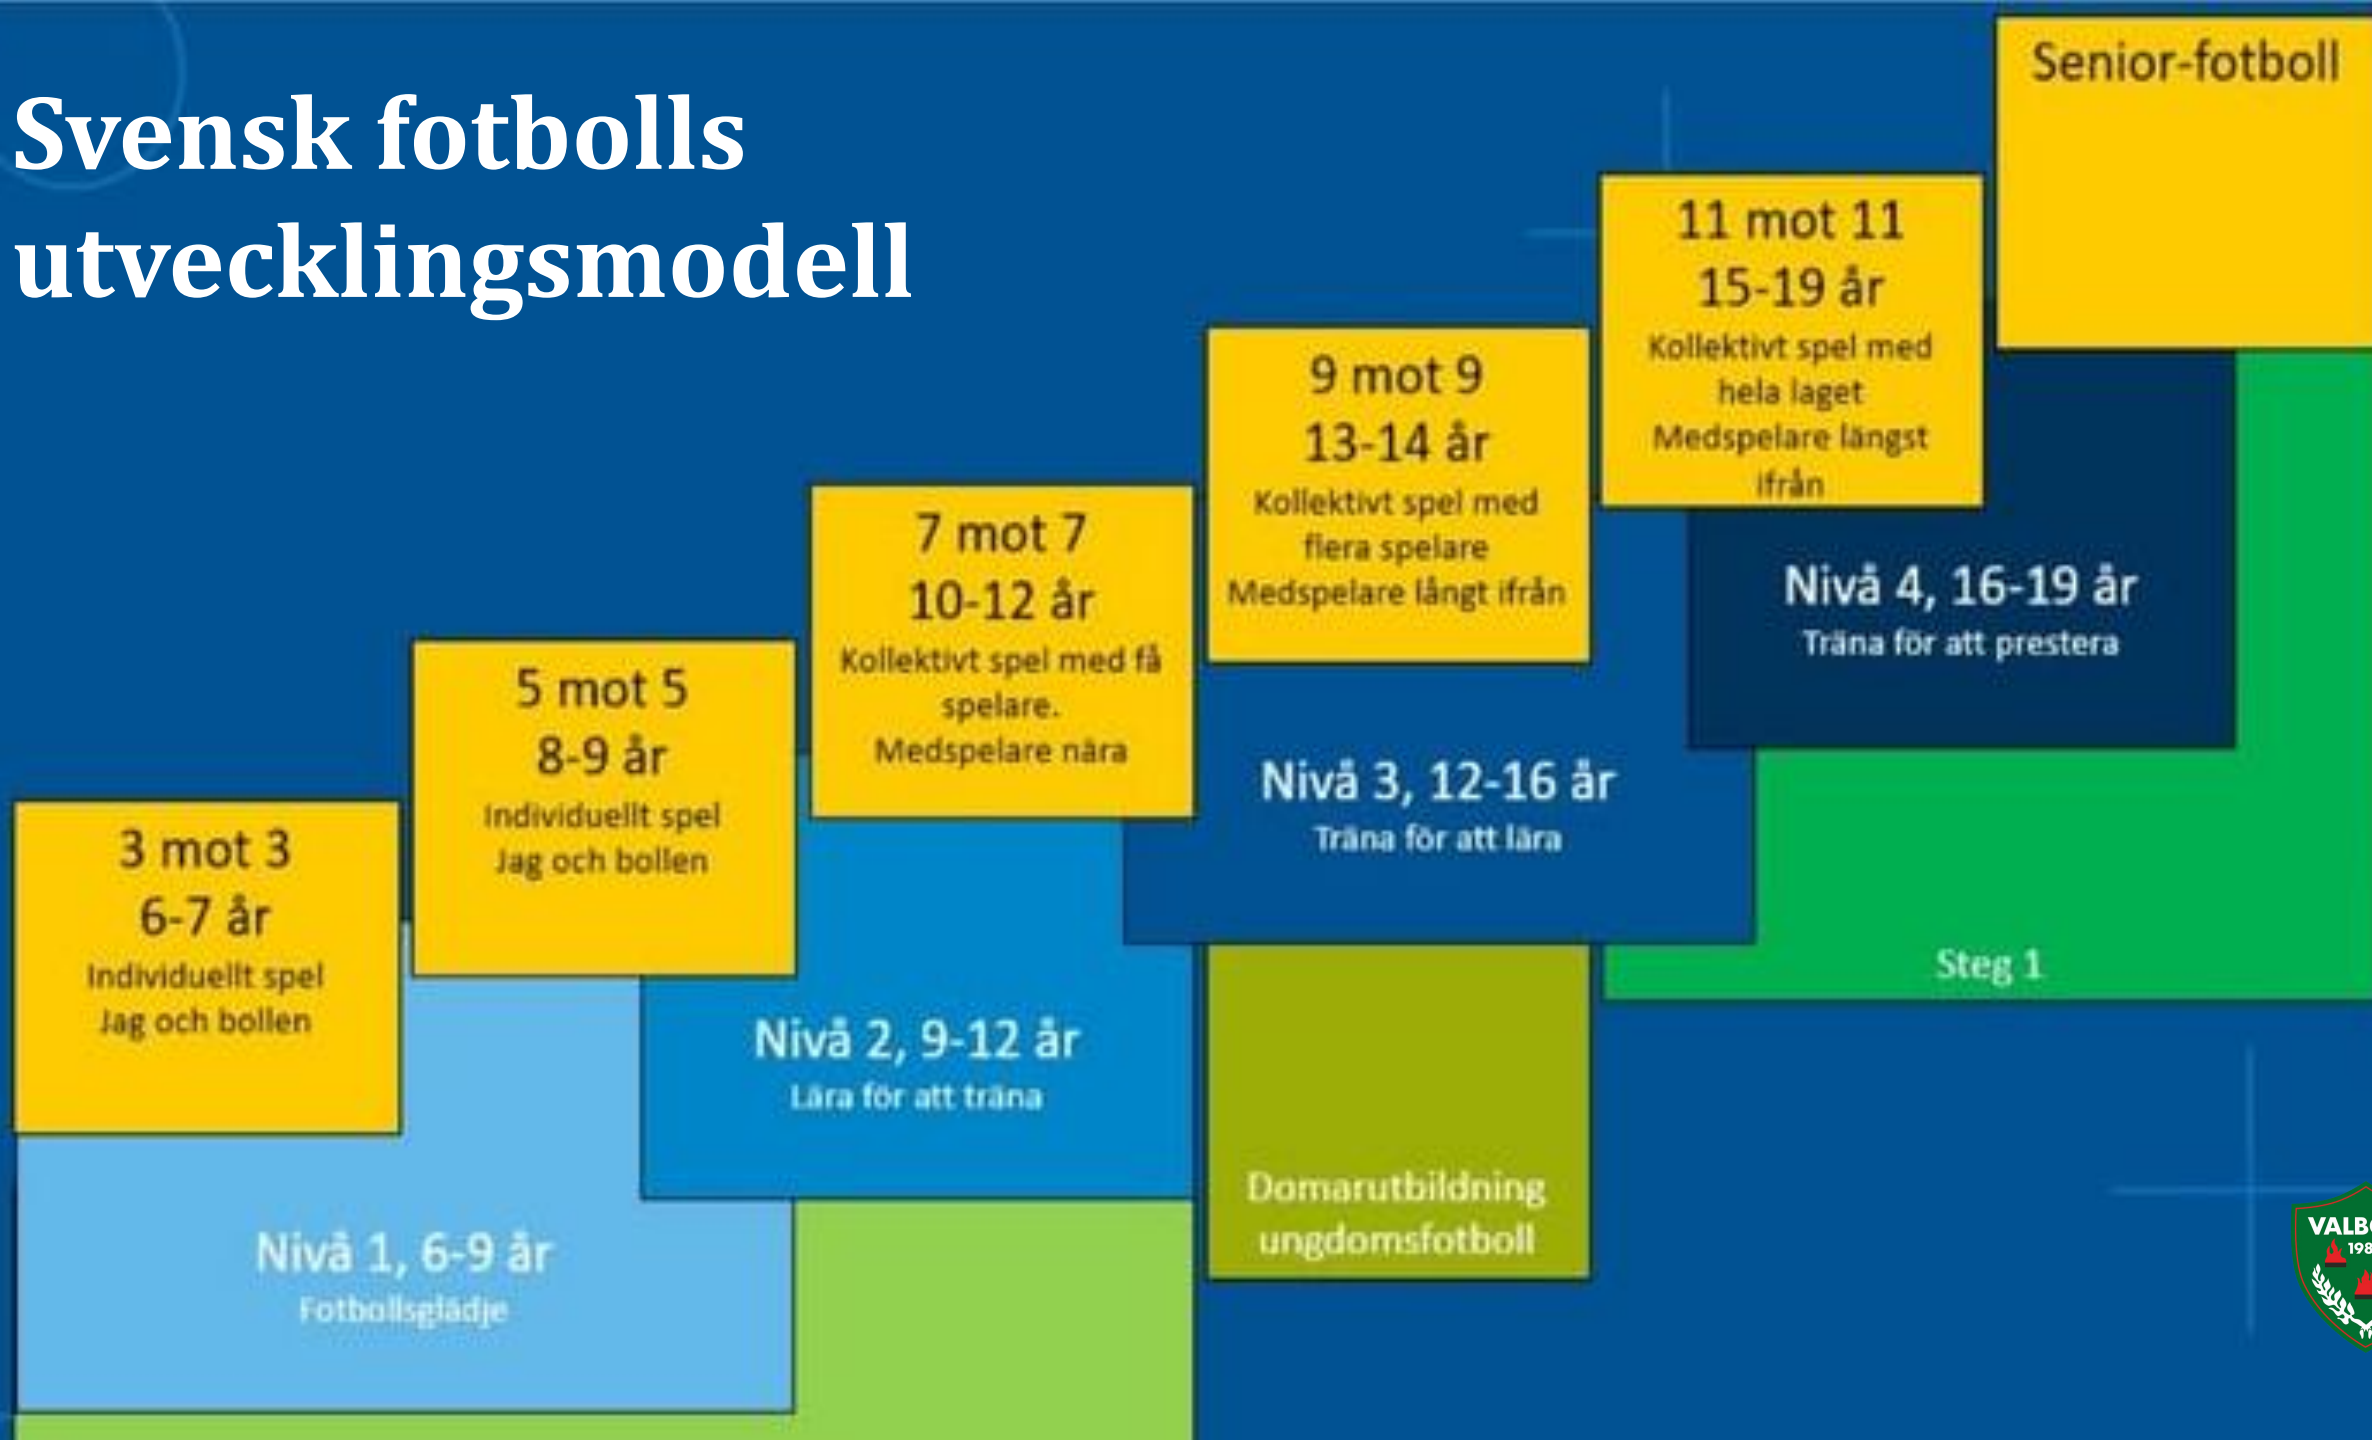 Svensk fotbolls
utvecklingsmodell
3 mot 3
6-7 år
Individuellt spel
Jag och bollen
5 mot 5
8-9 år
Individuellt spel
Jag och bollen
7 mot 7
10-12 år
Kollektivt spel med få
spelare.
Medspelare nära
9 mot 9
13-14 år
Kollektivt spel med
flera spelare
Medspelare långt ifrån
11 mot 11
15-19 år
Kollektivt spel med
hela laget
Medspelare längst
ifrån
Senior-fotboll
Nivå 1, 6-9 år
Fotbollsglädje
Nivå 2, 9-12 år
Lära för att träna
Nivå 3, 12-16 år
Träna för att lära
Nivå 4, 16-19 år
Träna för att prestera
Domarutbildning
ungdomsfotboll
Steg 1